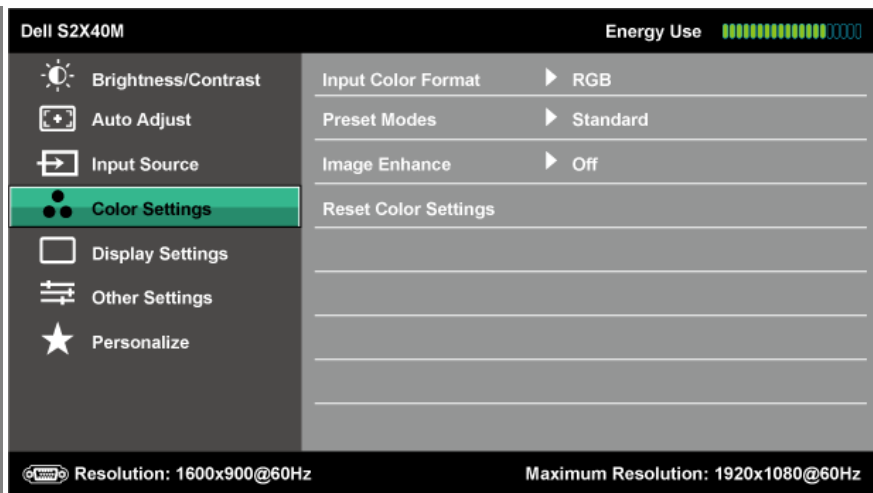 Dell S2X40M Energy Use
Brightness/Contrast Input Color Format RGB
Auto Adjust Preset Modes Standard
Input Source Image Enhance Off
Color Settings Reset Color Settings
Display Settings
Other Settings
Personalize
Resolution: 1600x900@60Hz Maximum Resolution: 1920x1080@60Hz